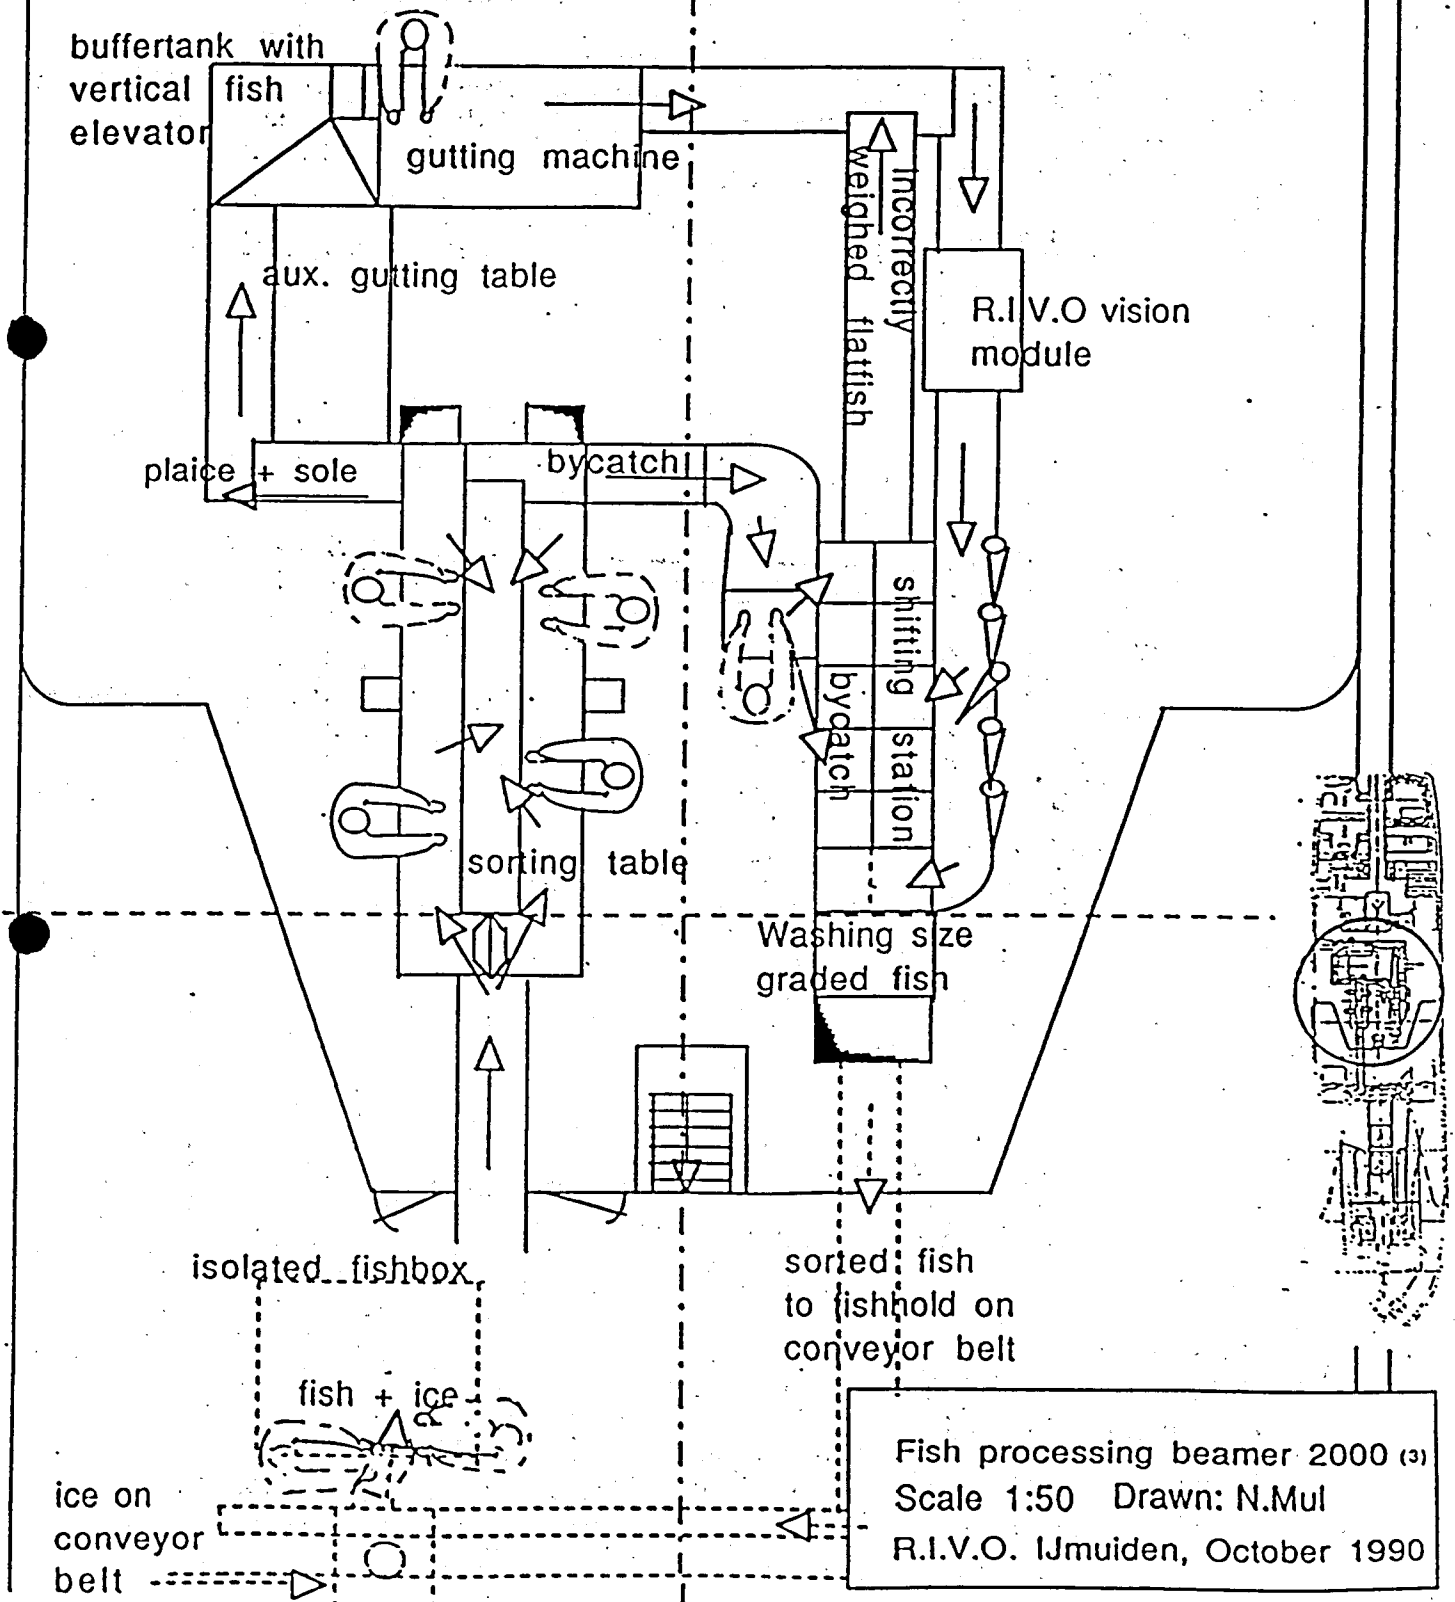 buffertank with
vertical fish
elevator
gutting machine
aux. gutting table
Incorrectly
weighed flatfish
R.I.V.O vision
module
plaice + sole
bycatch
shifting station
bycatch
sorting table
Washing size
graded fish
isolated fishbox
sorted fish
to fishhold on
conveyor belt
fish + ice
ice on
conveyor
belt
Fish processing beamer 2000 (3)
Scale 1:50 Drawn: N.Mul
R.I.V.O. IJmuiden, October 1990